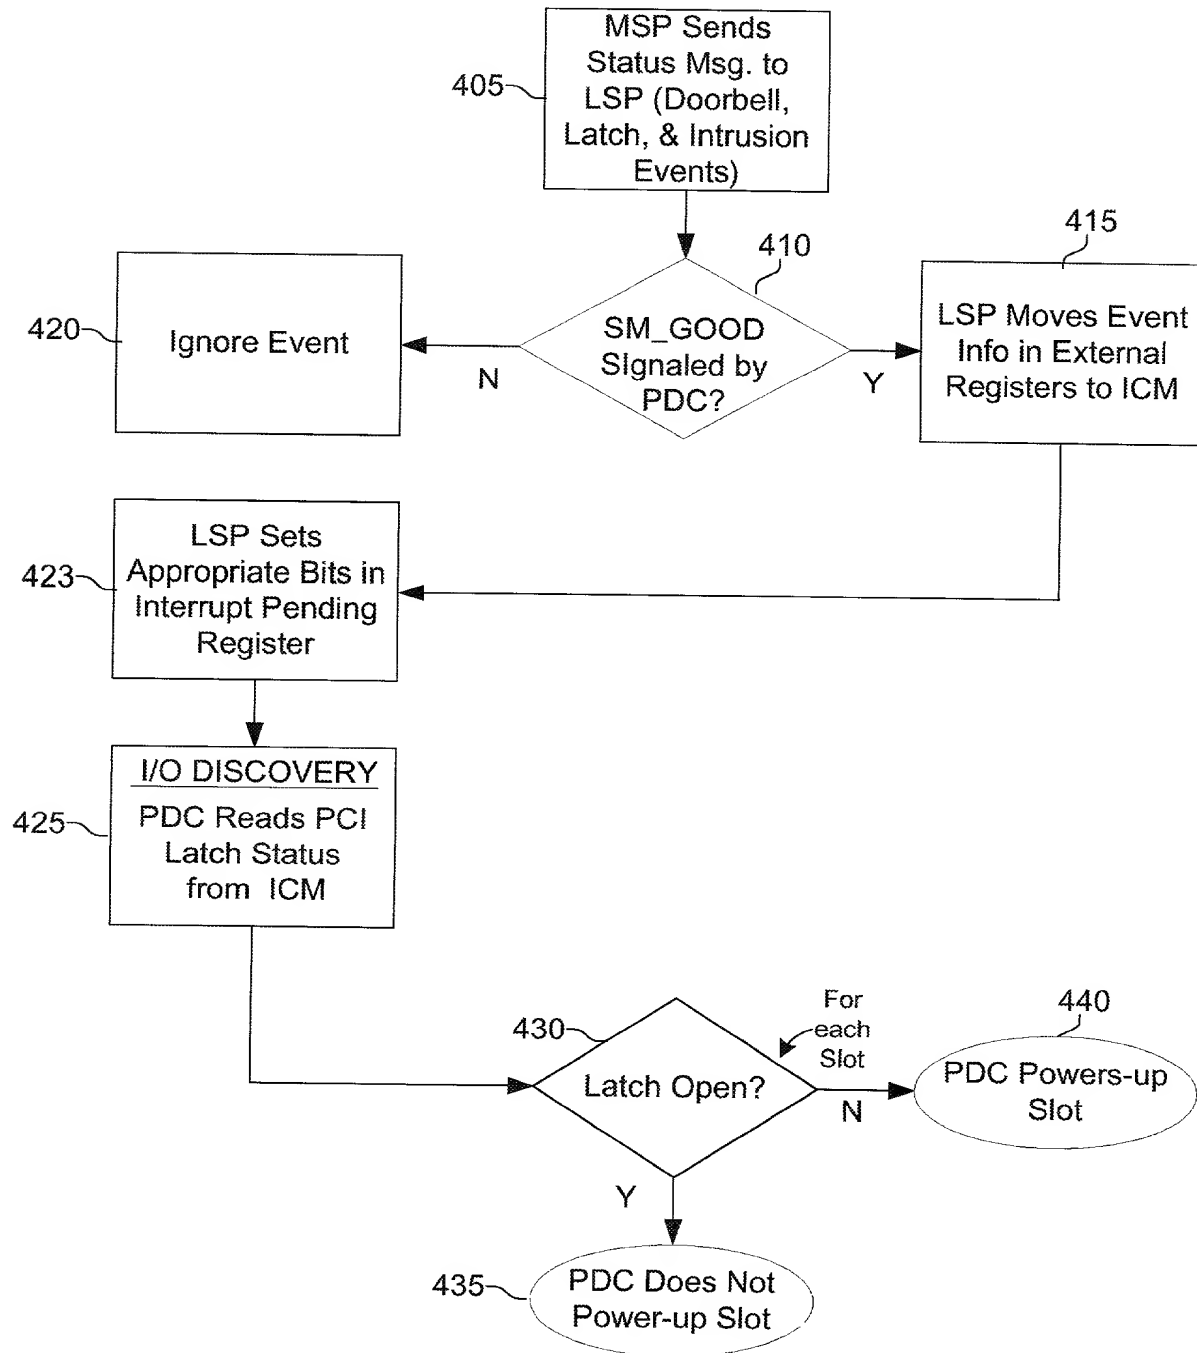 MSP Sends
Status Msg. to
LSP (Doorbell,
Latch, & Intrusion
Events)
405
410
415
SM_GOOD
SIgnaled by
PDC?
N
Y
420
Ignore Event
LSP Moves Event
Info in External
Registers to ICM
423
LSP Sets
Appropriate Bits in
Interrupt Pending
Register
425
I/O DISCOVERY
PDC Reads PCI
Latch Status
from ICM
430
Latch Open?
For
each
Slot
N
Y
440
PDC Powers-up
Slot
435
PDC Does Not
Power-up Slot